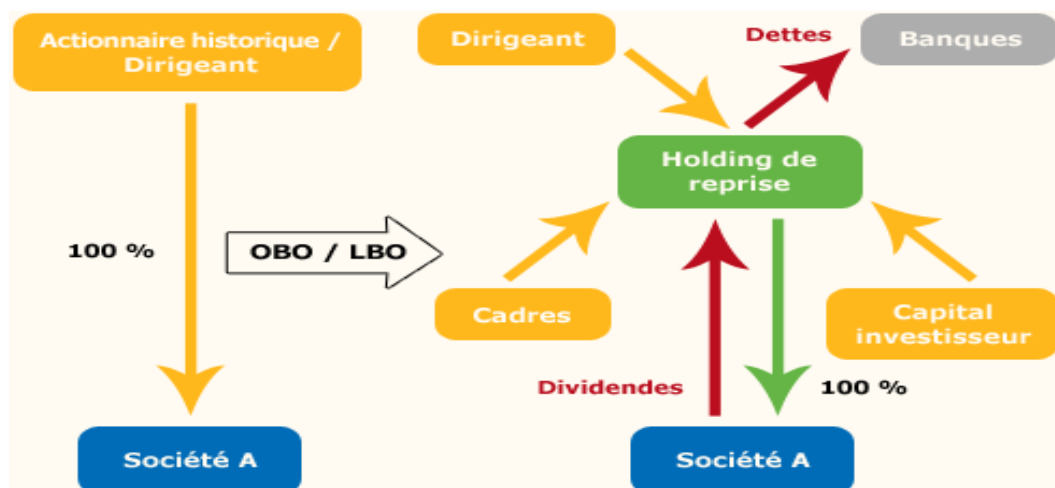 Actionnaire historique /
Dirigeant
100 %
OBO / LBO
Société A
Dirigeant
Dettes
Banques
Holding de
reprise
Cadres
Capital
investisseur
Dividendes
100 %
Société A